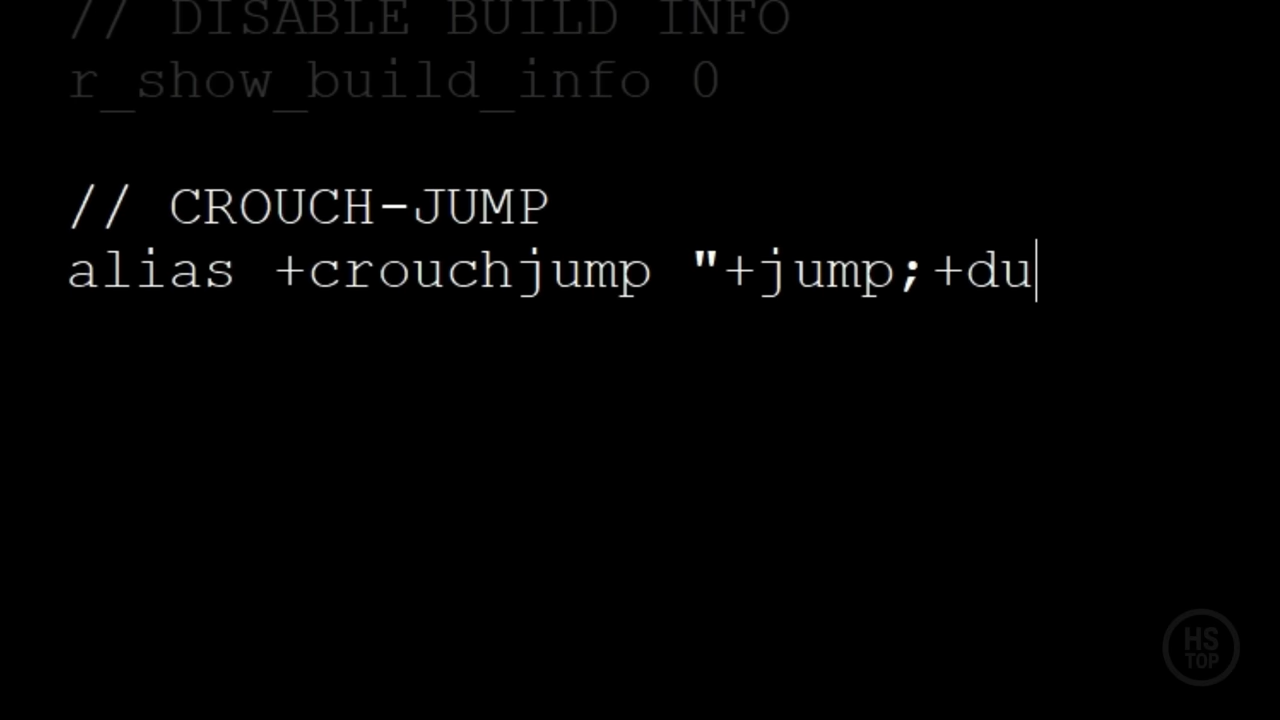 // DISABLE BUILD INFO
r_show_build_info 0
// CROUCH-JUMP
alias +crouchjump "+jump;+du
HS
TOP